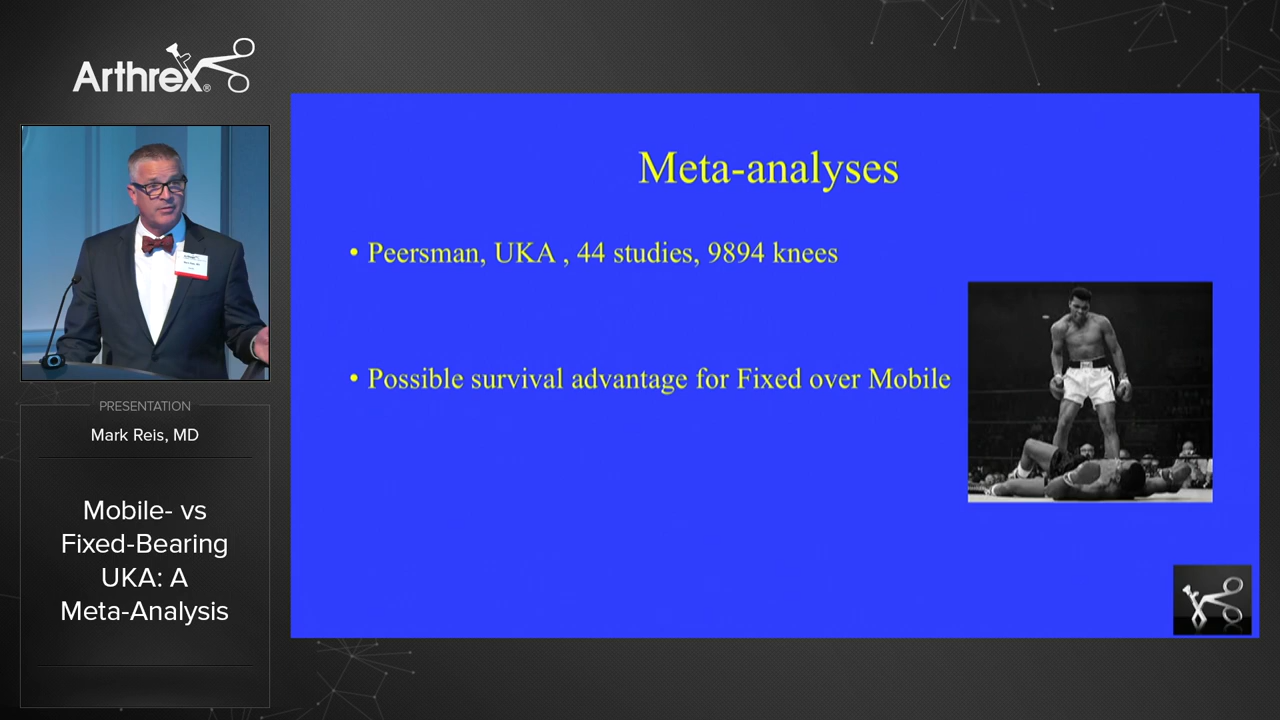 Arthrex®
PRESENTATION
Mark Reis, MD
Mobile- vs
Fixed-Bearing
UKA: A
Meta-Analysis
Meta-analyses
• Peersman, UKA , 44 studies, 9894 knees
• Possible survival advantage for Fixed over Mobile